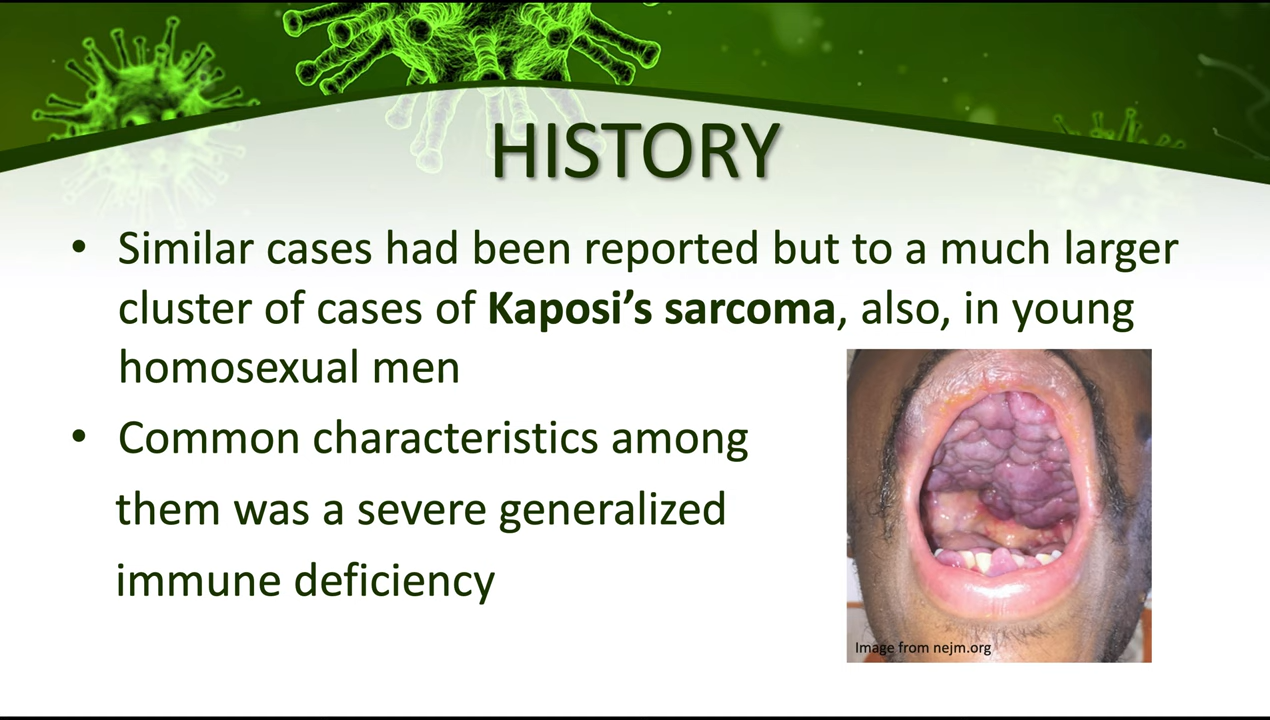 HISTORY
• Similar cases had been reported but to a much larger
cluster of cases of Kaposi’s sarcoma, also, in young
homosexual men
• Common characteristics among
them was a severe generalized
immune deficiency
Image from nejm.org